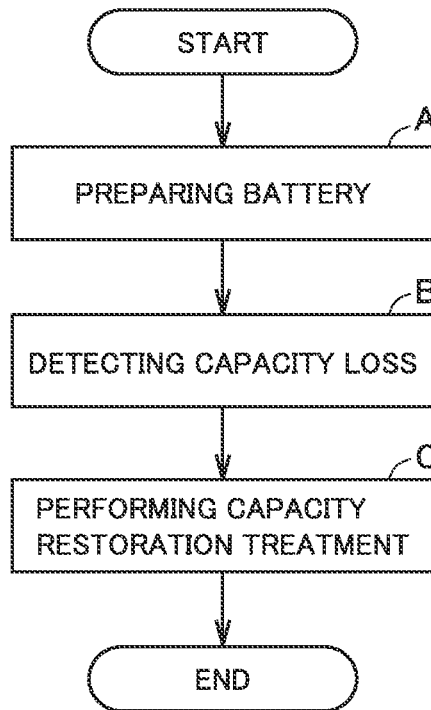 START
A
PREPARING BATTERY
B
DETECTING CAPACITY LOSS
C
PERFORMING CAPACITY
RESTORATION TREATMENT
END